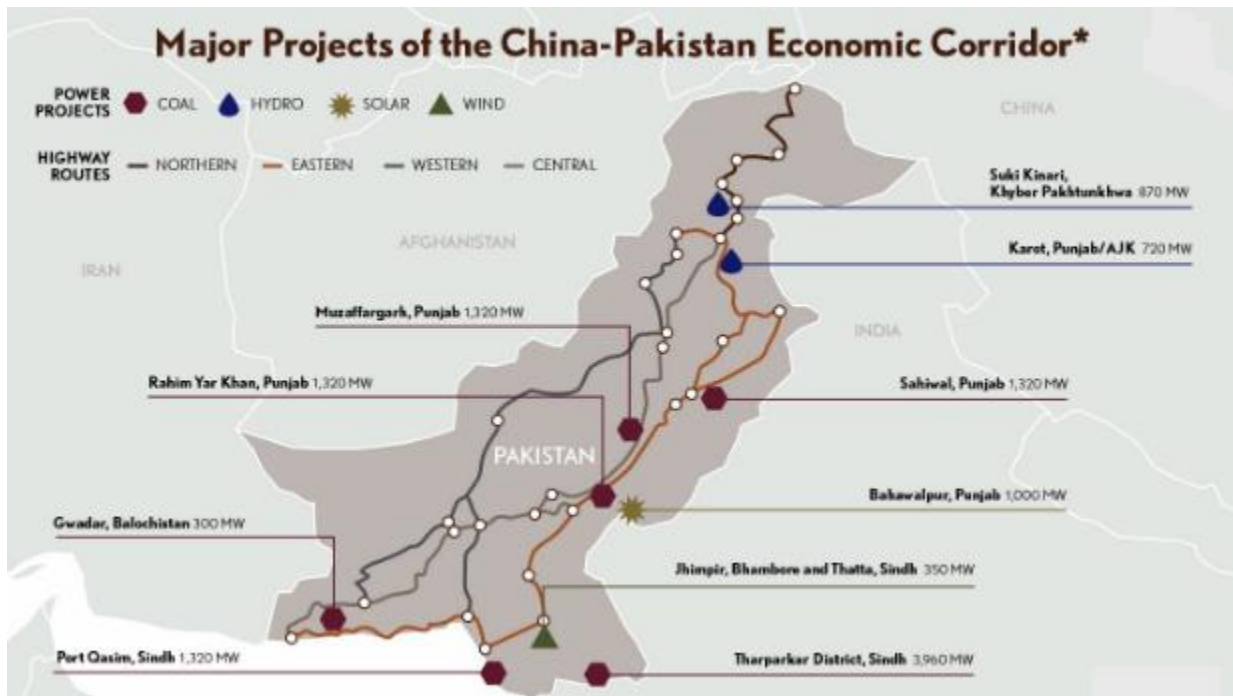 Major Projects of the China-Pakistan Economic Corridor*
POWER PROJECTS COAL HYDRO SOLAR WIND
HIGHWAY ROUTES NORTHERN EASTERN WESTERN CENTRAL
CHINA
Suki Kinari,
Khyber Pakhtunkhwa 870 MW
AFGHANISTAN
Karot, Punjab/AJK 720 MW
IRAN
Muzaffargarh, Punjab 1,320 MW
INDIA
Rahim Yar Khan, Punjab 1,320 MW
Sahiwal, Punjab 1,320 MW
PAKISTAN
Bahawalpur, Punjab 1,000 MW
Gwadar, Balochistan 300 MW
Jhimpir, Bhambore and Thatta, Sindh 350 MW
Port Qasim, Sindh 1,320 MW
Tharparkar District, Sindh 3,960 MW